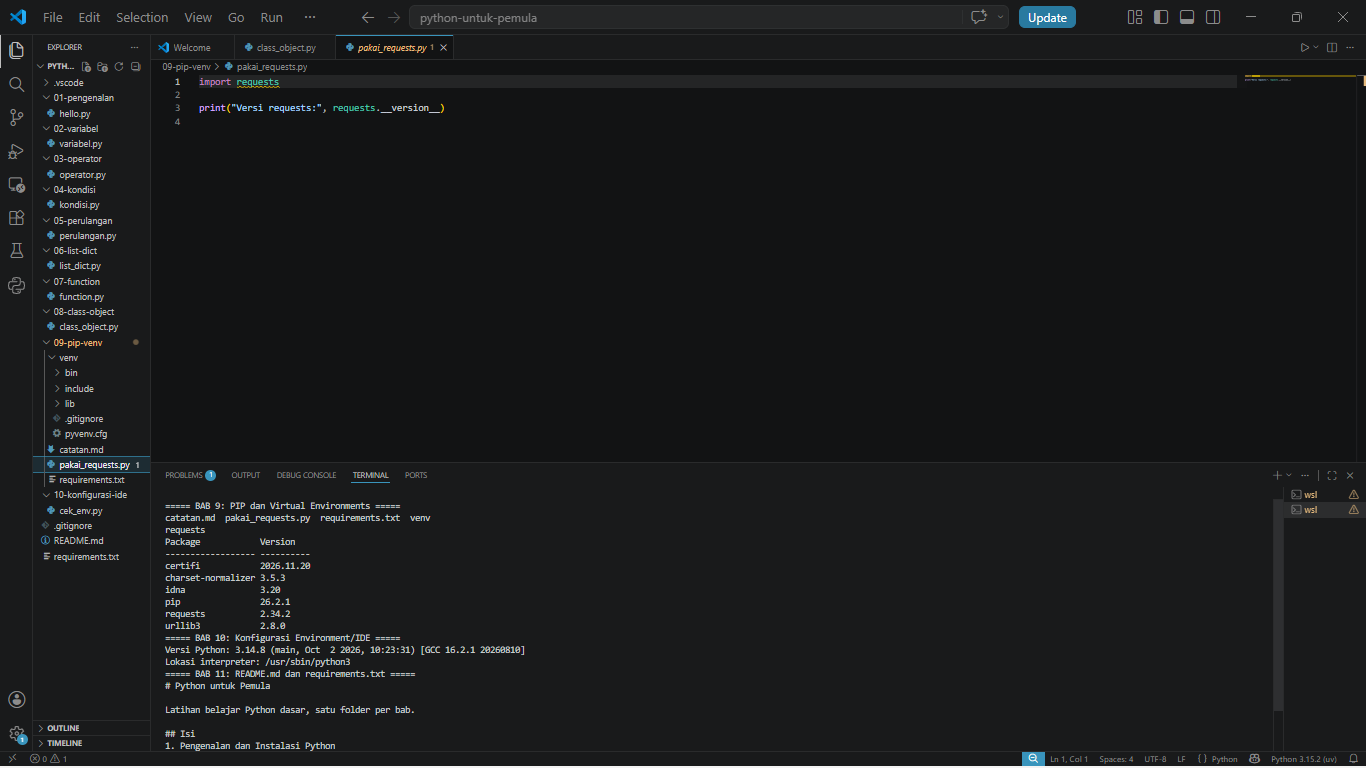 File Edit Selection View Go Run ··· python-untuk-pemula Update
EXPLORER ···
PYTH...
.vscode
01-pengenalan
hello.py
02-variabel
variabel.py
03-operator
operator.py
04-kondisi
kondisi.py
05-perulangan
perulangan.py
06-list-dict
list_dict.py
07-function
function.py
08-class-object
class_object.py
09-pip-venv
venv
bin
include
lib
.gitignore
pyvenv.cfg
catatan.md
pakai_requests.py 1
requirements.txt
10-konfigurasi-ide
cek_env.py
.gitignore
README.md
requirements.txt
OUTLINE
TIMELINE
Welcome class_object.py pakai_requests.py 1
09-pip-venv > pakai_requests.py
1 import requests
2
3 print("Versi requests:", requests.__version__)
4
PROBLEMS 1 OUTPUT DEBUG CONSOLE TERMINAL PORTS
===== BAB 9: PIP dan Virtual Environments =====
catatan.md pakai_requests.py requirements.txt venv
requests
Package Version
------------------ ----------
certifi 2026.11.20
charset-normalizer 3.5.3
idna 3.20
pip 26.2.1
requests 2.34.2
urllib3 2.8.0
===== BAB 10: Konfigurasi Environment/IDE =====
Versi Python: 3.14.8 (main, Oct  2 2026, 10:23:31) [GCC 16.2.1 20260810]
Lokasi interpreter: /usr/sbin/python3
===== BAB 11: README.md dan requirements.txt =====
# Python untuk Pemula
Latihan belajar Python dasar, satu folder per bab.
## Isi
1. Pengenalan dan Instalasi Python
wsl
wsl
1
0 1 Ln 1, Col 1 Spaces: 4 UTF-8 LF { } Python Python 3.15.2 (uv)